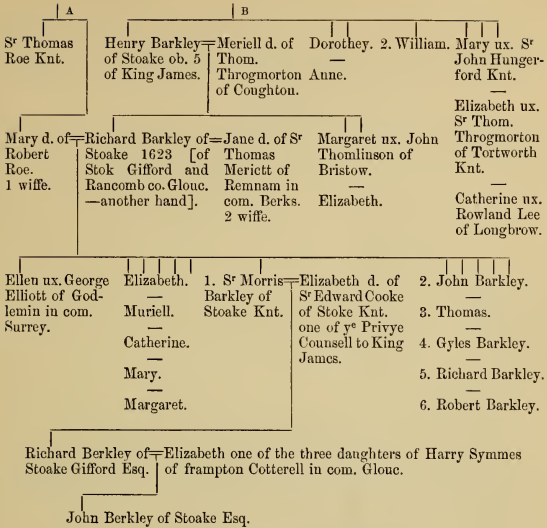 A
B
Sr Thomas
Roe Knt.
Henry Barkley
of Stoake ob. 5
of King James.
Meriell d. of
Thom.
Throgmorton
of Coughton.
Dorothey.
—
Anne.
2. William.
Mary ux. Sr
John Hunger-
ford Knt.
—
Elizabeth ux.
Sr Thom.
Throgmorton
of Tortworth
Knt.
—
Catherine ux.
Rowland Lee
of Longbrow.
Mary d. of
Robert
Roe.
1 wiffe.
Richard Barkley of
Stoake 1623 [of
Stok Gifford and
Rancomb co. Glouc.
—another hand].
Jane d. of Sr
Thomas
Merictt of
Remnam in
com. Berks.
2 wiffe.
Margaret ux. John
Thomlinson of
Bristow.
—
Elizabeth.
Ellen ux. George
Elliott of God-
lemin in com.
Surrey.
Elizabeth.
—
Muriell.
—
Catherine.
—
Mary.
—
Margaret.
1. Sr Morris
Barkley of
Stoake Knt.
Elizabeth d. of
Sr Edward Cooke
of Stoke Knt.
one of ye Privye
Counsell to King
James.
2. John Barkley.
—
3. Thomas.
—
4. Gyles Barkley.
—
5. Richard Barkley.
—
6. Robert Barkley.
Richard Berkley of
Stoake Gifford Esq.
Elizabeth one of the three daughters of Harry Symmes
of frampton Cotterell in com. Glouc.
John Berkley of Stoake Esq.